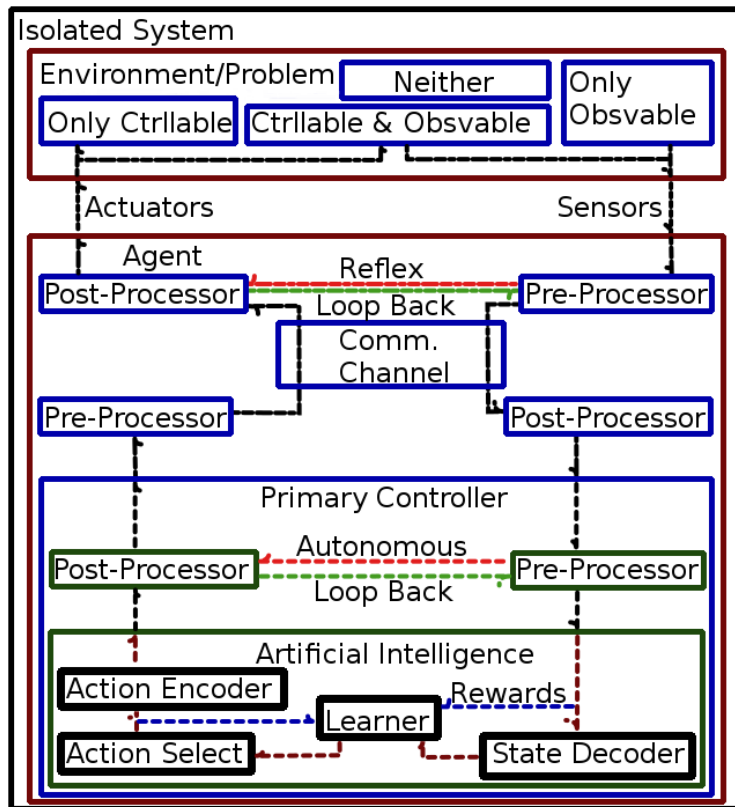 Isolated System
Environment/Problem
Neither
Only
Obsvable
Only Ctrllable
Ctrllable & Obsvable
Actuators
Sensors
Agent
Reflex
Post-Processor
Pre-Processor
Loop Back
Comm.
Channel
Pre-Processor
Post-Processor
Primary Controller
Autonomous
Post-Processor
Pre-Processor
Loop Back
Artificial Intelligence
Action Encoder
Rewards
Learner
Action Select
State Decoder